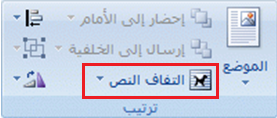 إحضار إلى الأمام
إرسال إلى الخلفية
الموضع
التفاف النص
ترتيب